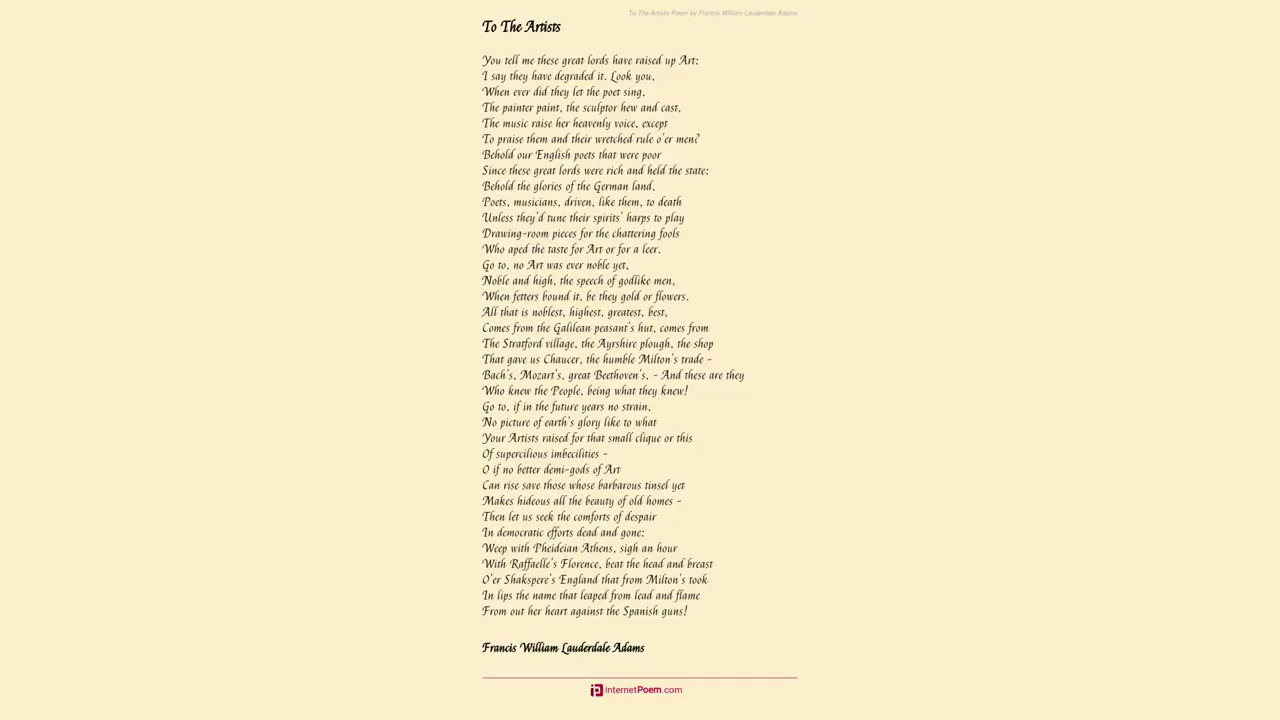 To The Artists Poem by Francis William Lauderdale Adams
To The Artists
You tell me these great lords have raised up Art:
I say they have degraded it. Look you,
When ever did they let the poet sing,
The painter paint, the sculptor hew and cast,
The music raise her heavenly voice, except
To praise them and their wretched rule o'er men?
Behold our English poets that were poor
Since these great lords were rich and held the state:
Behold the glories of the German land,
Poets, musicians, driven, like them, to death
Unless they'd tune their spirits' harps to play
Drawing-room pieces for the chattering fools
Who aped the taste for Art or for a leer.
Go to, no Art was ever noble yet,
Noble and high, the speech of godlike men,
When fetters bound it, be they gold or flowers.
All that is noblest, highest, greatest, best,
Comes from the Galilean peasant's hut, comes from
The Stratford village, the Ayrshire plough, the shop
That gave us Chaucer, the humble Milton's trade -
Bach's, Mozart's, great Beethoven's, - And these are they
Who knew the People, being what they knew!
Go to, if in the future years no strain,
No picture of earth's glory like to what
Your Artists raised for that small clique or this
Of supercilious imbecilities -
O if no better demi-gods of Art
Can rise save those whose barbarous tinsel yet
Makes hideous all the beauty of old homes -
Then let us seek the comforts of despair
In democratic efforts dead and gone:
Weep with Pheideian Athens, sigh an hour
With Raffaelle's Florence, beat the head and breast
O'er Shakspere's England that from Milton's took
In lips the name that leaped from lead and flame
From out her heart against the Spanish guns!
Francis William Lauderdale Adams
internetPoem.com